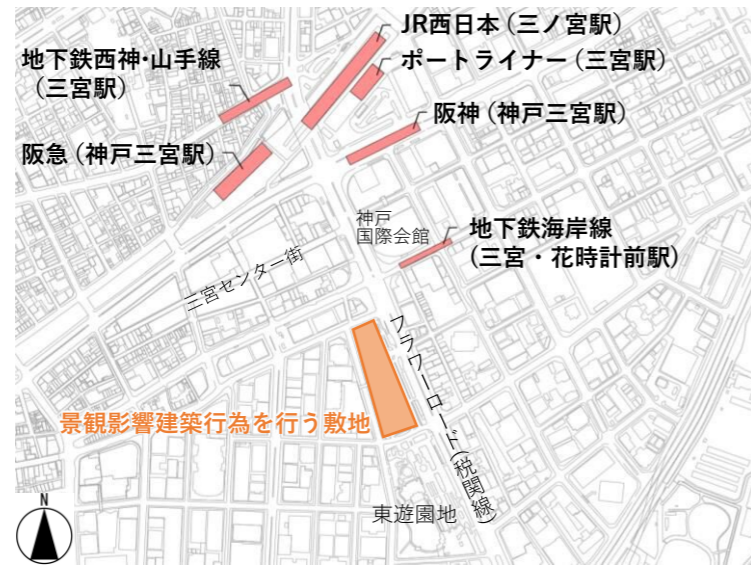 JR西日本 (三ノ宮駅)
ポートライナー (三宮駅)
地下鉄西神・山手線
(三宮駅)
阪神 (神戸三宮駅)
阪急 (神戸三宮駅)
神戸
国際会館
地下鉄海岸線
(三宮・花時計前駅)
三宮センター街
フラワーロード(税関線)
景観影響建築行為を行う敷地
東遊園地
N